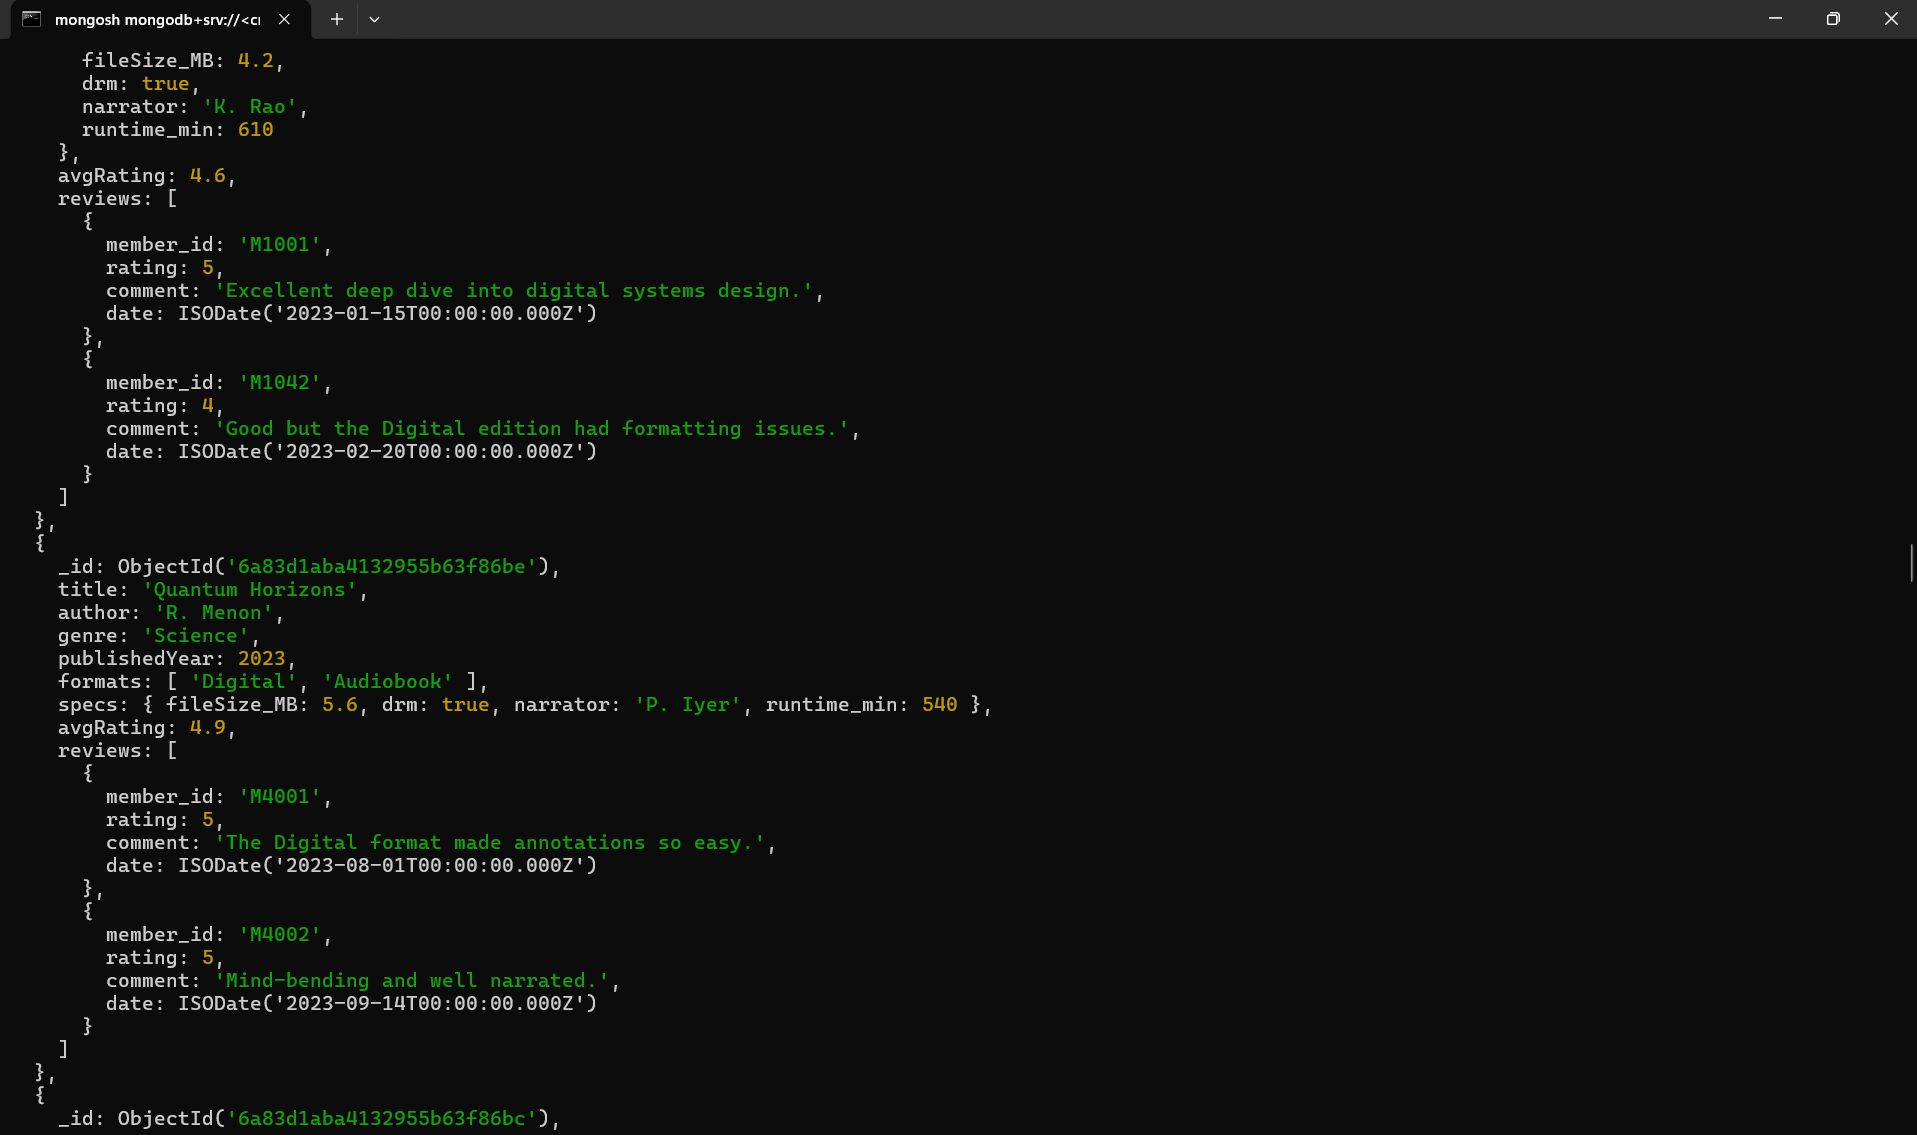 mongosh mongodb+srv://<cr
fileSize_MB: 4.2,
drm: true,
narrator: 'K. Rao',
runtime_min: 610
},
avgRating: 4.6,
reviews: [
{
member_id: 'M1001',
rating: 5,
comment: 'Excellent deep dive into digital systems design.',
date: ISODate('2023-01-15T00:00:00.000Z')
},
{
member_id: 'M1042',
rating: 4,
comment: 'Good but the Digital edition had formatting issues.',
date: ISODate('2023-02-20T00:00:00.000Z')
}
]
},
{
_id: ObjectId('6a83d1aba4132955b63f86be'),
title: 'Quantum Horizons',
author: 'R. Menon',
genre: 'Science',
publishedYear: 2023,
formats: [ 'Digital', 'Audiobook' ],
specs: { fileSize_MB: 5.6, drm: true, narrator: 'P. Iyer', runtime_min: 540 },
avgRating: 4.9,
reviews: [
{
member_id: 'M4001',
rating: 5,
comment: 'The Digital format made annotations so easy.',
date: ISODate('2023-08-01T00:00:00.000Z')
},
{
member_id: 'M4002',
rating: 5,
comment: 'Mind-bending and well narrated.',
date: ISODate('2023-09-14T00:00:00.000Z')
}
]
},
{
_id: ObjectId('6a83d1aba4132955b63f86bc'),